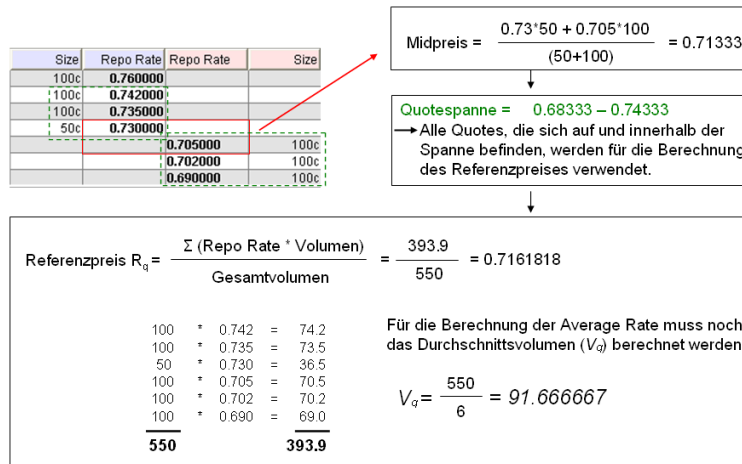 Size Repo Rate Repo Rate Size
100c 0.760000
100c 0.742000
100c 0.735000
50c 0.730000
0.705000 100c
0.702000 100c
0.690000 100c
Midpreis = 0.73*50 + 0.705*100 / (50+100) = 0.71333
Quotespanne = 0.68333 – 0.74333
Alle Quotes, die sich auf und innerhalb der
Spanne befinden, werden für die Berechnung
des Referenzpreises verwendet.
Referenzpreis Rq = Σ (Repo Rate * Volumen) / Gesamtvolumen = 393.9 / 550 = 0.7161818
100 * 0.742 = 74.2
100 * 0.735 = 73.5
50 * 0.730 = 36.5
100 * 0.705 = 70.5
100 * 0.702 = 70.2
100 * 0.690 = 69.0
550 393.9
Für die Berechnung der Average Rate muss noch
das Durchschnittsvolumen (Vq) berechnet werden
Vq = 550 / 6 = 91.666667